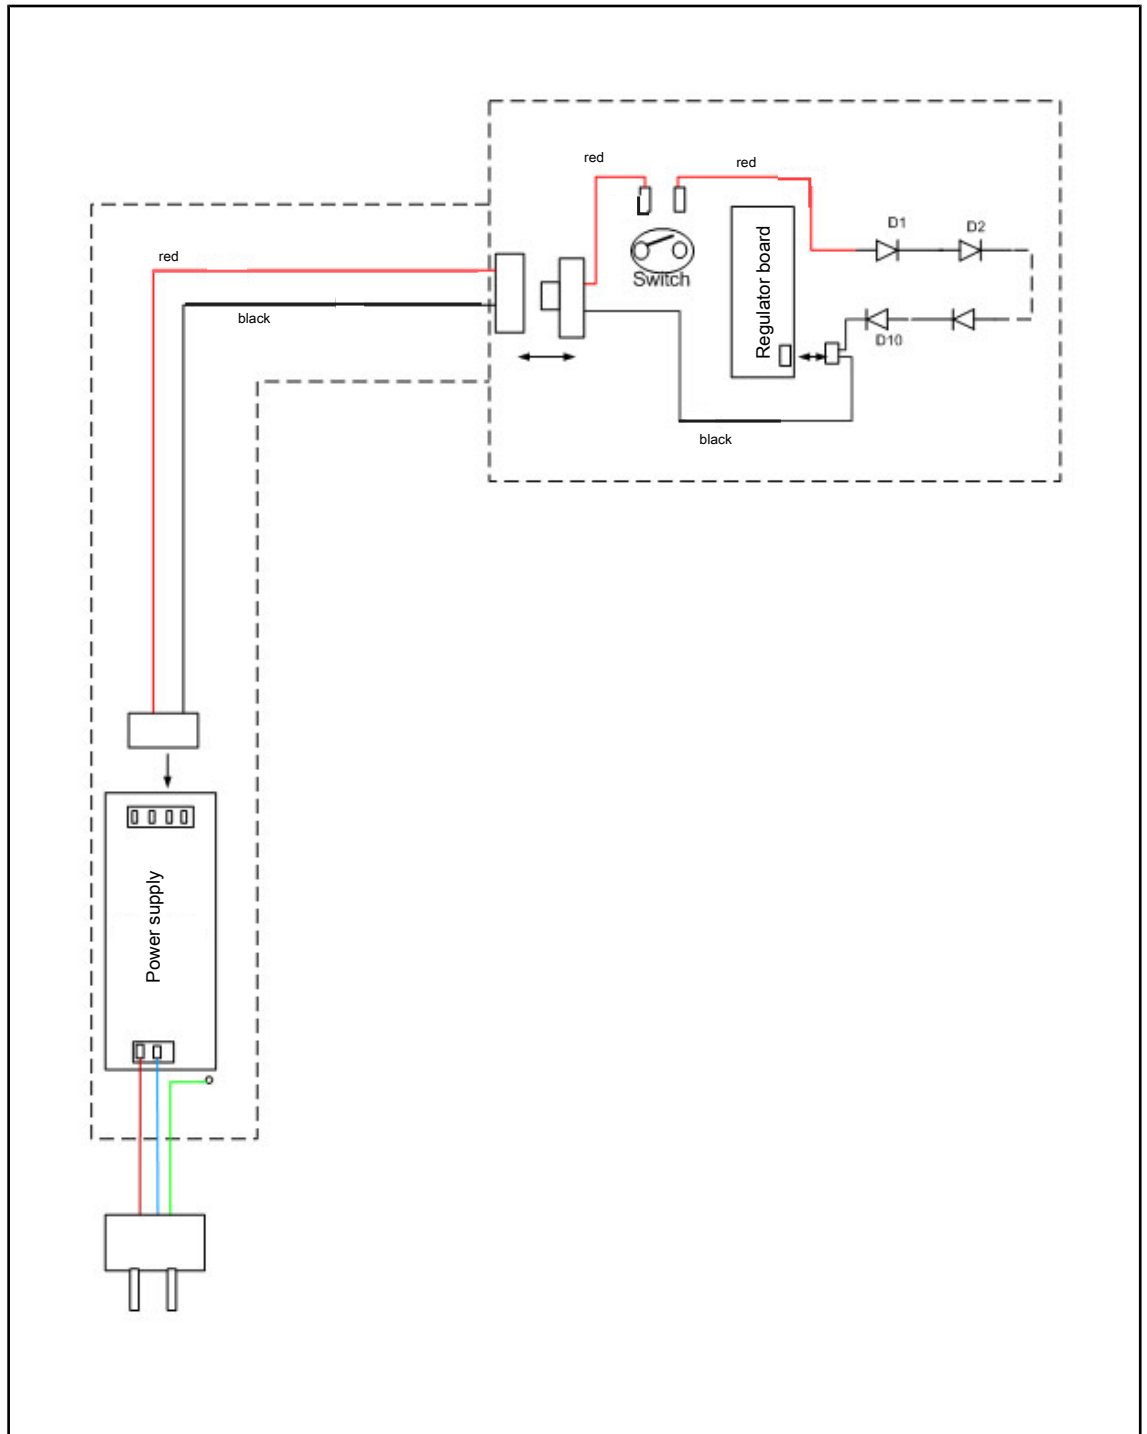 red
red
D1
D2
Regulator board
Switch
red
black
D10
black
Power supply